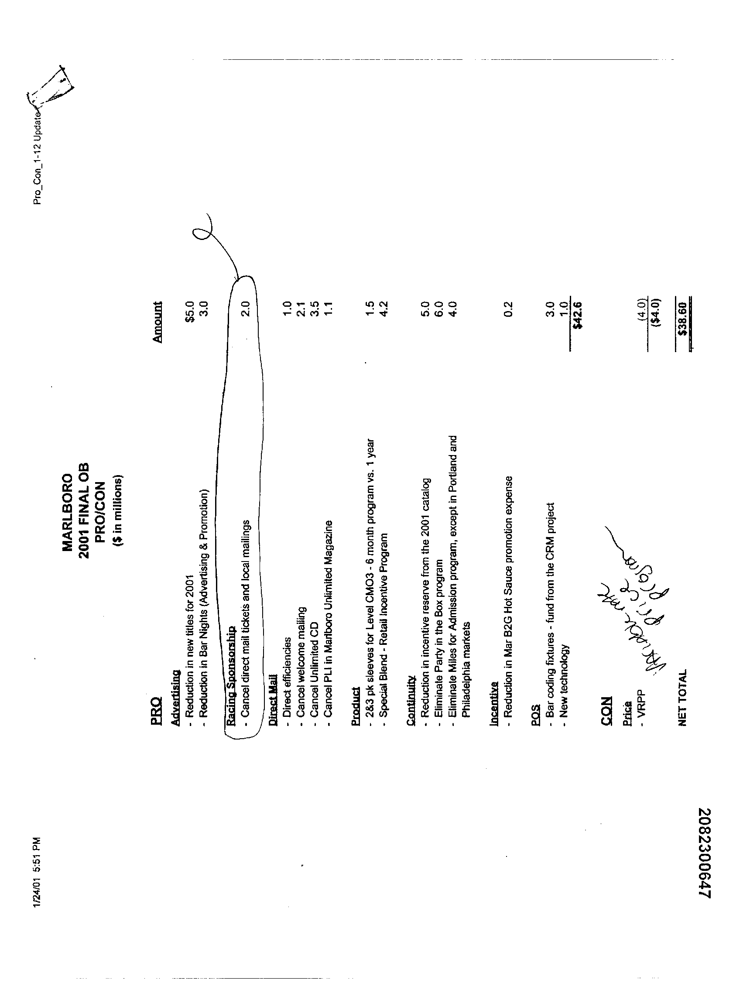 1/24/01 5:51 PM
Pro_Con_1-12 Update
MARLBORO
2001 FINAL OB
PRO/CON
($ in millions)
PRO Amount
Advertising
- Reduction in new titles for 2001 $5.0
- Reduction in Bar Nights (Advertising & Promotion) 3.0
Racing Sponsorship
- Cancel direct mail tickets and local mailings 2.0
Direct Mail
- Direct efficiencies 1.0
- Cancel welcome mailing 2.1
- Cancel Unlimited CD 3.5
- Cancel PLI in Marlboro Unlimited Magazine 1.1
Product
- 2&3 pk sleeves for Level CMO3 - 6 month program vs. 1 year 1.5
- Special Blend - Retail Incentive Program 4.2
Continuity
- Reduction in incentive reserve from the 2001 catalog 5.0
- Eliminate Party in the Box program 6.0
- Eliminate Miles for Admission program, except in Portland and 4.0
Philadelphia markets
Incentive
- Reduction in Mar B2G Hot Sauce promotion expense 0.2
POS
- Bar coding fixtures - fund from the CRM project 3.0
- New technology 1.0
$42.6
CON
Price
- VRPP (4.0)
($4.0)
price
program
NET TOTAL $38.60
2082300647